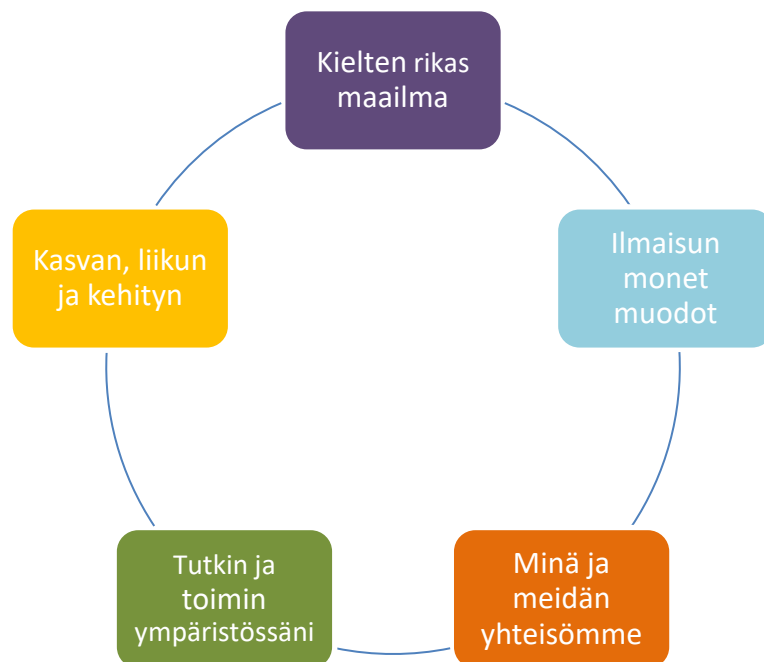 Kielten rikas
maailma
Ilmaisun
monet
muodot
Minä ja
meidän
yhteisömme
Tutkin ja
toimin
ympäristössäni
Kasvan, liikun
ja kehityn